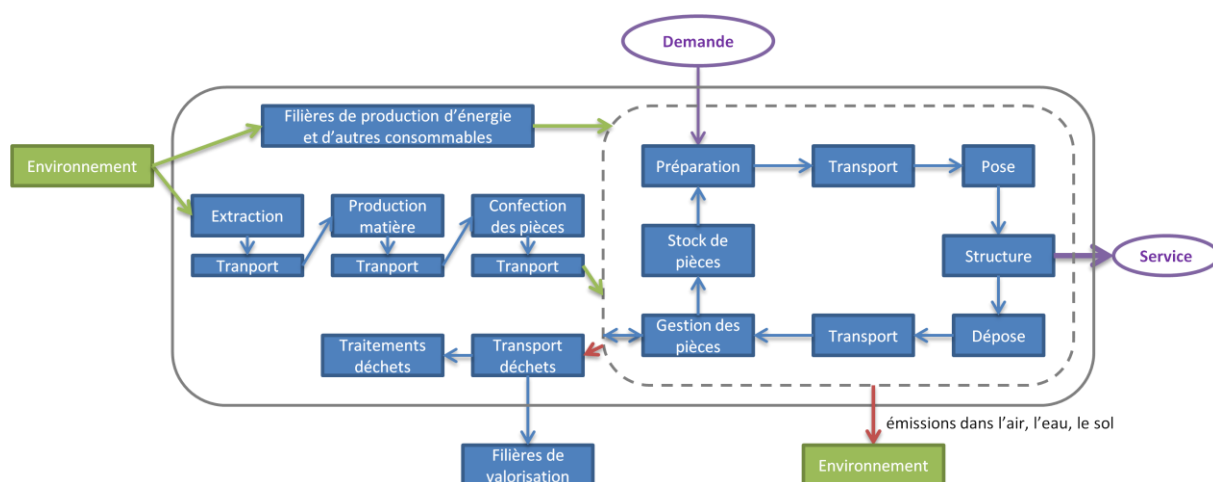 Demande
Filières de production d’énergie
et d’autres consommables
Environnement
Préparation
Transport
Pose
Extraction
Production
matière
Confection
des pièces
Stock de
pièces
Structure
Service
Tranport
Tranport
Tranport
Gestion des
pièces
Transport
Dépose
Traitements
déchets
Transport
déchets
émissions dans l’air, l’eau, le sol
Filières de
valorisation
Environnement